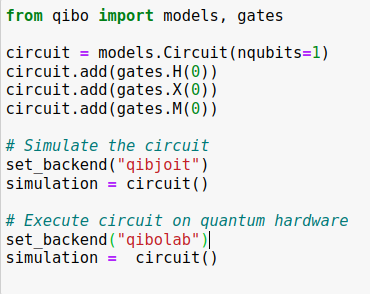 from qibo import models, gates
circuit = models.Circuit(nqubits=1)
circuit.add(gates.H(0))
circuit.add(gates.X(0))
circuit.add(gates.M(0))
# Simulate the circuit
set_backend("qibjoit")
simulation = circuit()
# Execute circuit on quantum hardware
set_backend("qibolab")
simulation =  circuit()